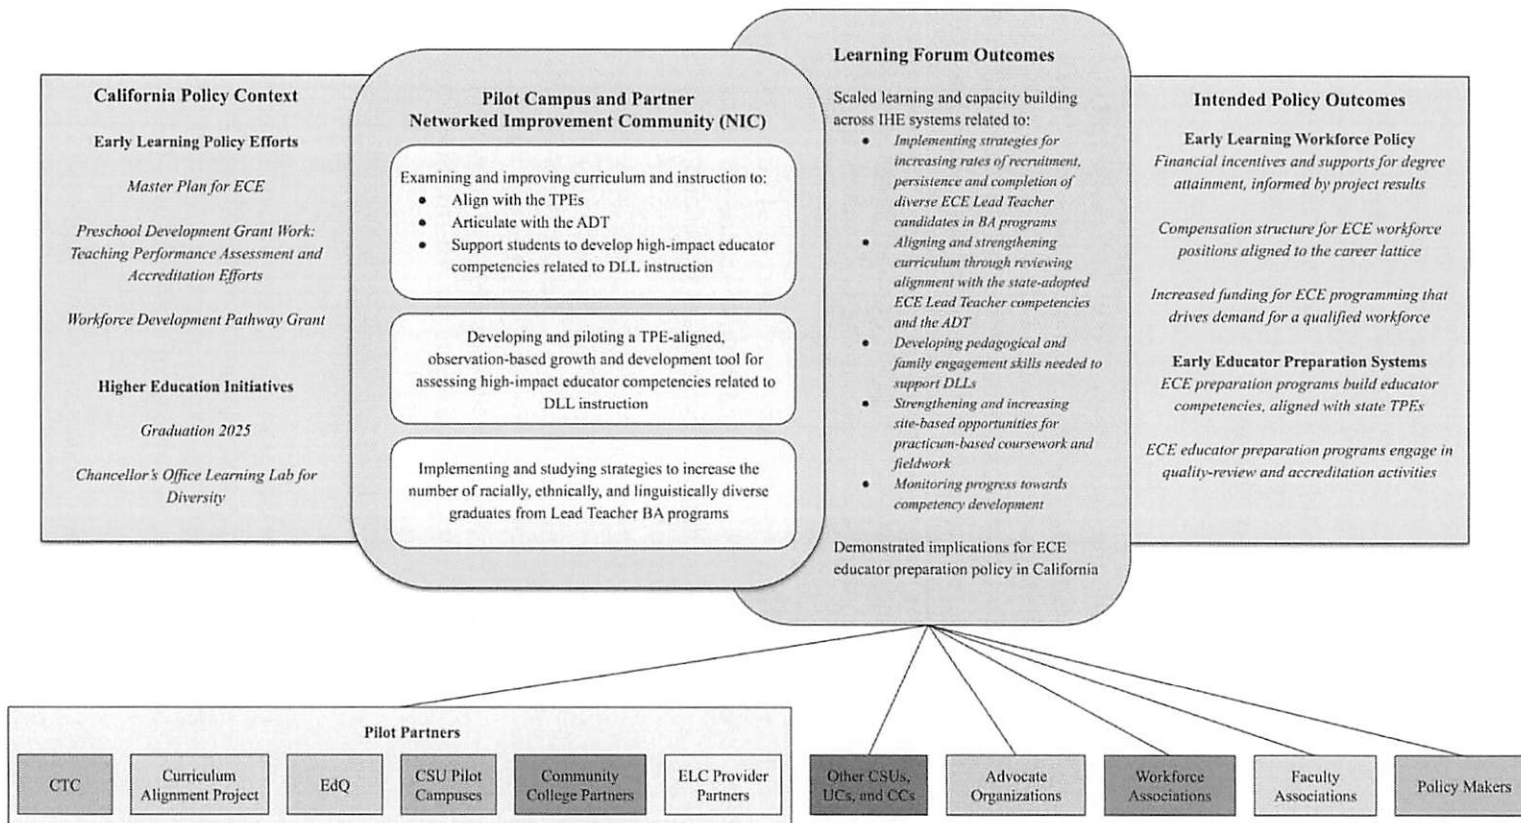 California Policy Context
Early Learning Policy Efforts
Master Plan for ECE
Preschool Development Grant Work:
Teaching Performance Assessment and
Accreditation Efforts
Workforce Development Pathway Grant
Higher Education Initiatives
Graduation 2025
Chancellor's Office Learning Lab for
Diversity
Pilot Campus and Partner
Networked Improvement Community (NIC)
Examining and improving curriculum and instruction to:
● Align with the TPEs
● Articulate with the ADT
● Support students to develop high-impact educator
competencies related to DLL instruction
Developing and piloting a TPE-aligned,
observation-based growth and development tool for
assessing high-impact educator competencies related to
DLL instruction
Implementing and studying strategies to increase the
number of racially, ethnically, and linguistically diverse
graduates from Lead Teacher BA programs
Learning Forum Outcomes
Scaled learning and capacity building
across IHE systems related to:
● Implementing strategies for
increasing rates of recruitment,
persistence and completion of
diverse ECE Lead Teacher
candidates in BA programs
● Aligning and strengthening
curriculum through reviewing
alignment with the state-adopted
ECE Lead Teacher competencies
and the ADT
● Developing pedagogical and
family engagement skills needed to
support DLLs
● Strengthening and increasing
site-based opportunities for
practicum-based coursework and
fieldwork
● Monitoring progress towards
competency development
Demonstrated implications for ECE
educator preparation policy in California
Intended Policy Outcomes
Early Learning Workforce Policy
Financial incentives and supports for degree
attainment, informed by project results
Compensation structure for ECE workforce
positions aligned to the career lattice
Increased funding for ECE programming that
drives demand for a qualified workforce
Early Educator Preparation Systems
ECE preparation programs build educator
competencies, aligned with state TPEs
ECE educator preparation programs engage in
quality-review and accreditation activities
Pilot Partners
CTC
Curriculum
Alignment Project
EdQ
CSU Pilot
Campuses
Community
College Partners
ELC Provider
Partners
Other CSUs,
UCs, and CCs
Advocate
Organizations
Workforce
Associations
Faculty
Associations
Policy Makers